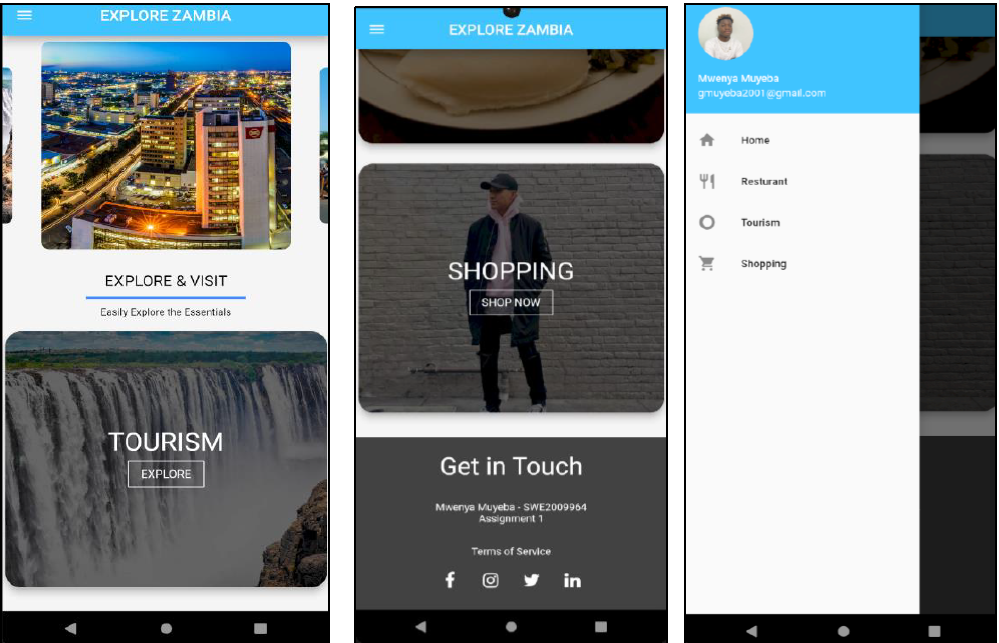 EXPLORE ZAMBIA
EXPLORE & VISIT
Easily Explore the Essentials
TOURISM
EXPLORE
EXPLORE ZAMBIA
SHOPPING
SHOP NOW
Get in Touch
Mwenya Muyeba - SWE2009964
Assignment 1
Terms of Service
Mwenya Muyeba
gmuyeba2001@gmail.com
Home
Resturant
Tourism
Shopping